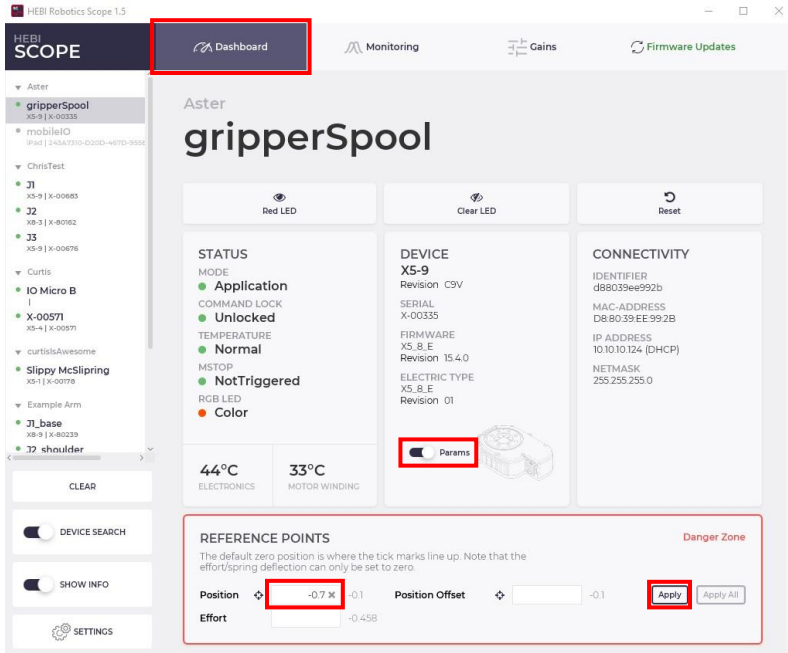 HEBI Robotics Scope 1.5
HEBI
SCOPE
Dashboard
Monitoring
Gains
Firmware Updates
Aster
gripperSpool
X5-9 | X-00335
mobileIO
ChrisTest
J1
X5-9 | X-00683
J2
X8-3 | X-80162
J3
X5-9 | X-00676
Curtis
IO Micro B
|
X-00571
X5-4 | X-00571
curtisIsAwesome
Slippy McSlipring
X5-1 | X-00178
Example Arm
J1_base
X8-9 | X-80239
J2 shoulder
CLEAR
DEVICE SEARCH
SHOW INFO
SETTINGS
Aster
gripperSpool
Red LED
Clear LED
Reset
STATUS
MODE
Application
COMMAND LOCK
Unlocked
TEMPERATURE
Normal
MSTOP
NotTriggered
RGB LED
Color
44°C
ELECTRONICS
33°C
MOTOR WINDING
DEVICE
X5-9
Revision C9V
SERIAL
X-00335
FIRMWARE
X5_8_E
Revision 15.4.0
ELECTRIC TYPE
X5_8_E
Revision 01
Params
CONNECTIVITY
IDENTIFIER
d88039ee992b
MAC-ADDRESS
D8:80:39:EE:99:2B
IP ADDRESS
10.10.10.124 (DHCP)
NETMASK
255.255.255.0
REFERENCE POINTS
Danger Zone
The default zero position is where the tick marks line up. Note that the
effort/spring deflection can only be set to zero.
Position -0.7 -0.1 Position Offset -0.1 Apply Apply All
Effort -0.458